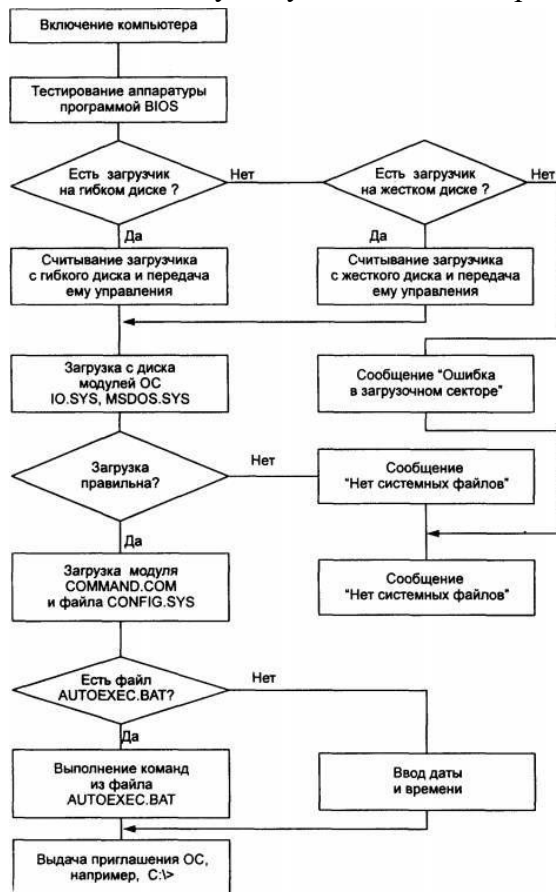 Включение компьютера
Тестирование аппаратуры
программой BIOS
Есть загрузчик
на гибком диске ?
Нет
Есть загрузчик
на жестком диске ?
Нет
Да
Да
Считывание загрузчика
с гибкого диска и передача
ему управления
Считывание загрузчика
с жесткого диска и передача
ему управления
Загрузка с диска
модулей ОС
IO.SYS, MSDOS.SYS
Сообщение "Ошибка
в загрузочном секторе"
Загрузка
правильна?
Нет
Сообщение
"Нет системных файлов"
Да
Загрузка модуля
COMMAND.COM
и файла CONFIG.SYS
Сообщение
"Нет системных файлов"
Есть файл
AUTOEXEC.BAT?
Нет
Да
Выполнение команд
из файла
AUTOEXEC.BAT
Ввод даты
и времени
Выдача приглашения ОС,
например, C:\>